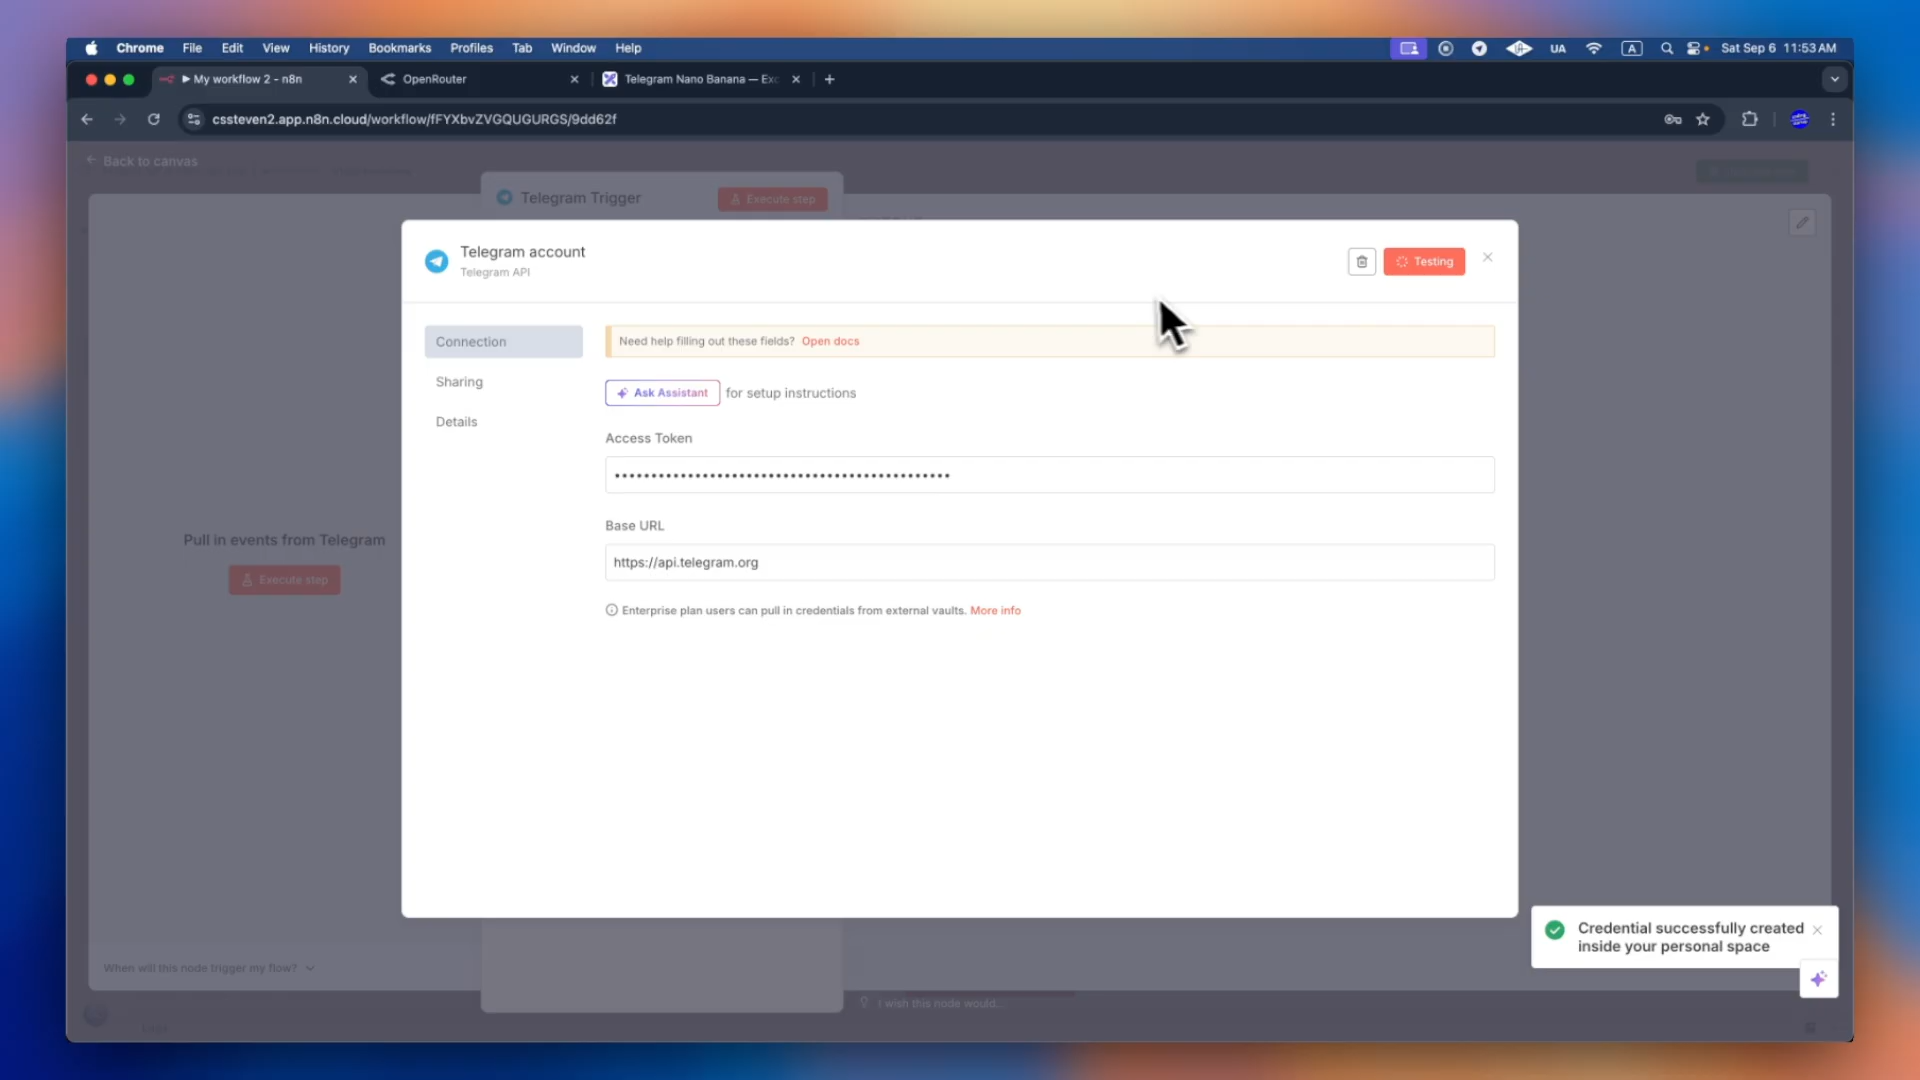 Chrome File Edit View History Bookmarks Profiles Tab Window Help UA A Sat Sep 6 11:53 AM
My workflow 2 - n8n OpenRouter Telegram Nano Banana — Exc
cssteven2.app.n8n.cloud/workflow/fFYXbvZVGQUGURGS/9dd62f
Back to canvas
Telegram Trigger Execute step
Telegram account
Telegram API
Testing
Connection
Sharing
Details
Need help filling out these fields? Open docs
Ask Assistant for setup instructions
Access Token
Base URL
https://api.telegram.org
Enterprise plan users can pull in credentials from external vaults. More info
Pull in events from Telegram
Execute step
When will this node trigger my flow?
I wish this node would...
Credential successfully created
inside your personal space